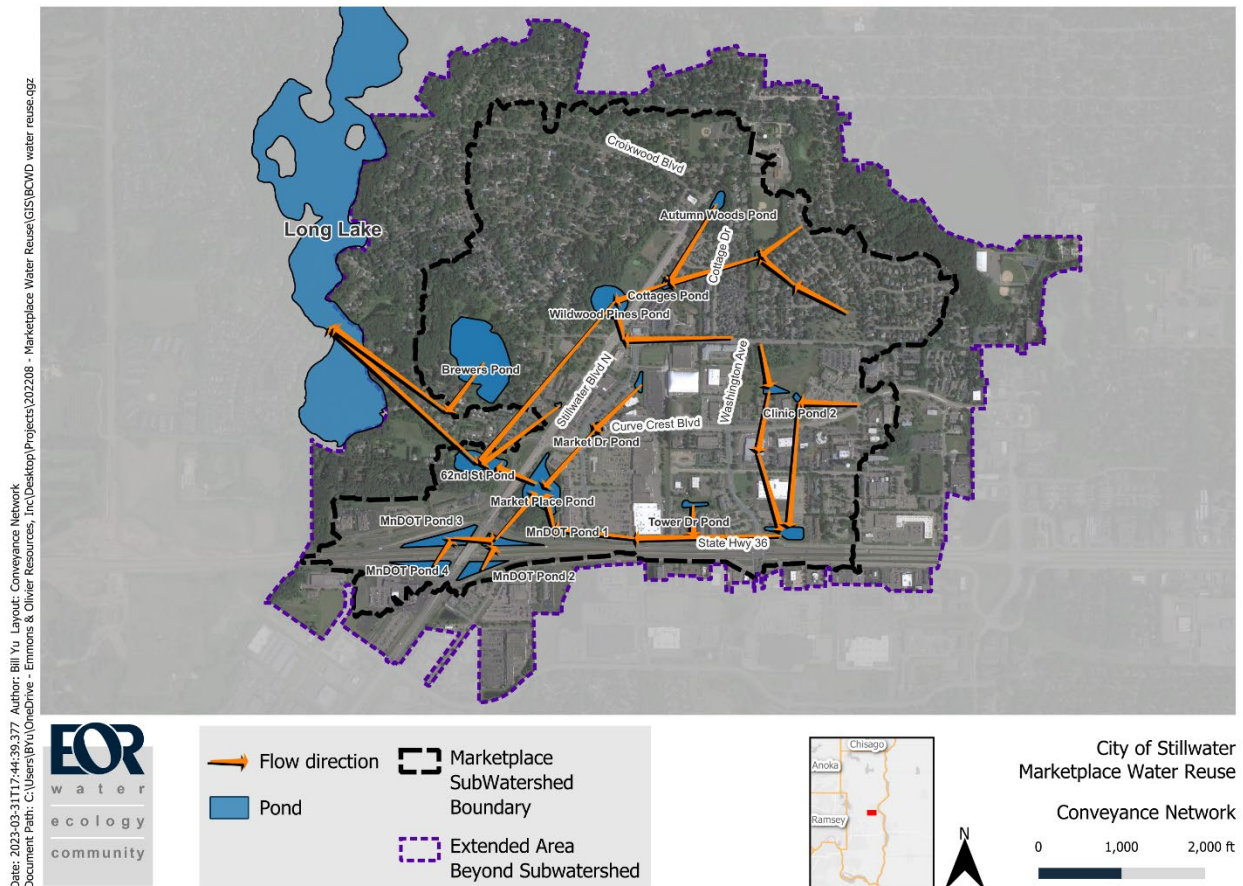 Date: 2023-03-31T17:44:39.377 Author: Bill Yu Layout: Conveyance Network
Document Path: C:\Users\BYu\OneDrive - Emmons & Olivier Resources, Inc\Desktop\Projects\202208 - Marketplace Water Reuse\GIS\BCWD water reuse.qgz
Croixwood Blvd
Long Lake
Autumn Woods Pond
Cottage Dr
Cottages Pond
Wildwood Pines Pond
Brewers Pond
Stillwater Blvd N
Washington Ave
Clinic Pond 2
Curve Crest Blvd
Market Dr Pond
62nd St Pond
Market Place Pond
MnDOT Pond 3
MnDOT Pond 1
Tower Dr Pond
State Hwy 36
MnDOT Pond 4
MnDOT Pond 2
EOR
water
ecology
community
Flow direction
Pond
Marketplace
SubWatershed
Boundary
Extended Area
Beyond Subwatershed
Chisago
Anoka
Ramsey
N
City of Stillwater
Marketplace Water Reuse
Conveyance Network
0 1,000 2,000 ft